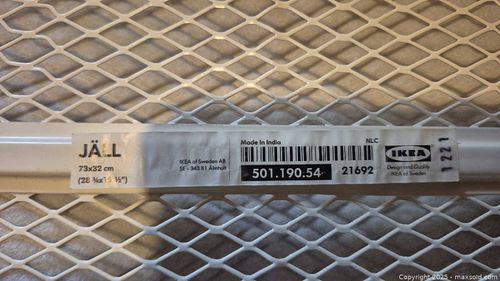 JÄLL
73x32 cm
(28 ¾x15 ½")
IKEA of Sweden AB
SE - 343 81 Älmhult
Made in India
NLC
501.190.54
21692
IKEA
Design and Quality
IKEA of Sweden
1221
Copyright 2025 - maxsold.com